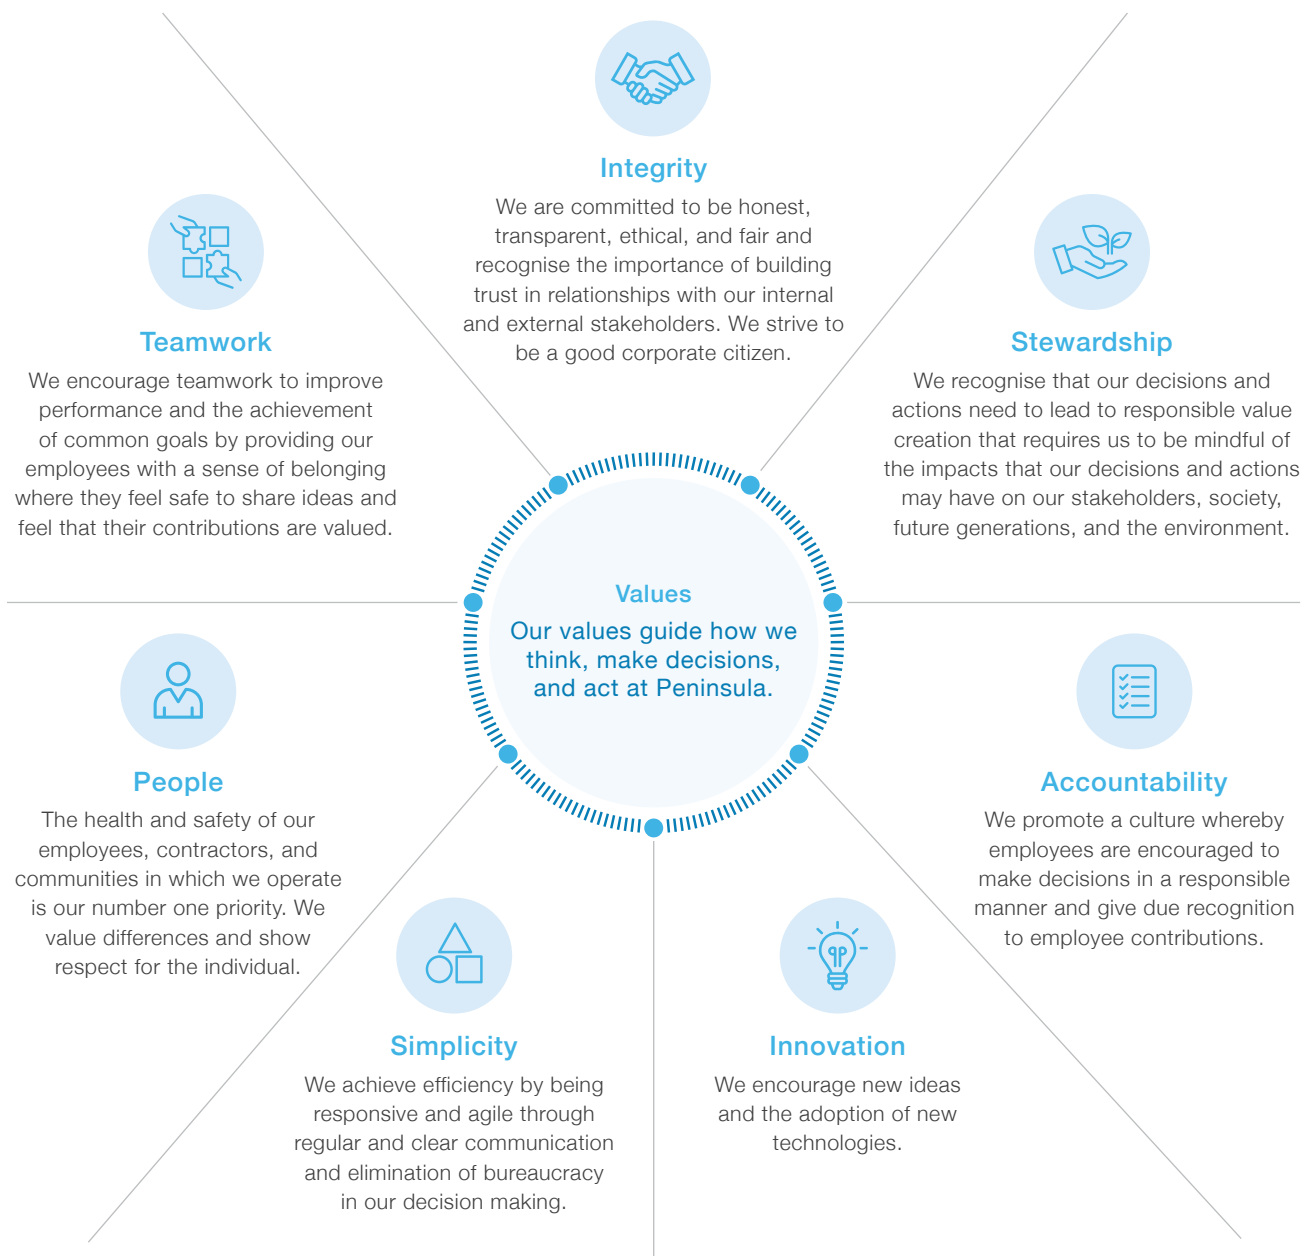 Integrity
We are committed to be honest,
transparent, ethical, and fair and
recognise the importance of building
trust in relationships with our internal
and external stakeholders. We strive to
be a good corporate citizen.
Teamwork
We encourage teamwork to improve
performance and the achievement
of common goals by providing our
employees with a sense of belonging
where they feel safe to share ideas and
feel that their contributions are valued.
Stewardship
We recognise that our decisions and
actions need to lead to responsible value
creation that requires us to be mindful of
the impacts that our decisions and actions
may have on our stakeholders, society,
future generations, and the environment.
Values
Our values guide how we
think, make decisions,
and act at Peninsula.
People
The health and safety of our
employees, contractors, and
communities in which we operate
is our number one priority. We
value differences and show
respect for the individual.
Accountability
We promote a culture whereby
employees are encouraged to
make decisions in a responsible
manner and give due recognition
to employee contributions.
Simplicity
We achieve efficiency by being
responsive and agile through
regular and clear communication
and elimination of bureaucracy
in our decision making.
Innovation
We encourage new ideas
and the adoption of new
technologies.